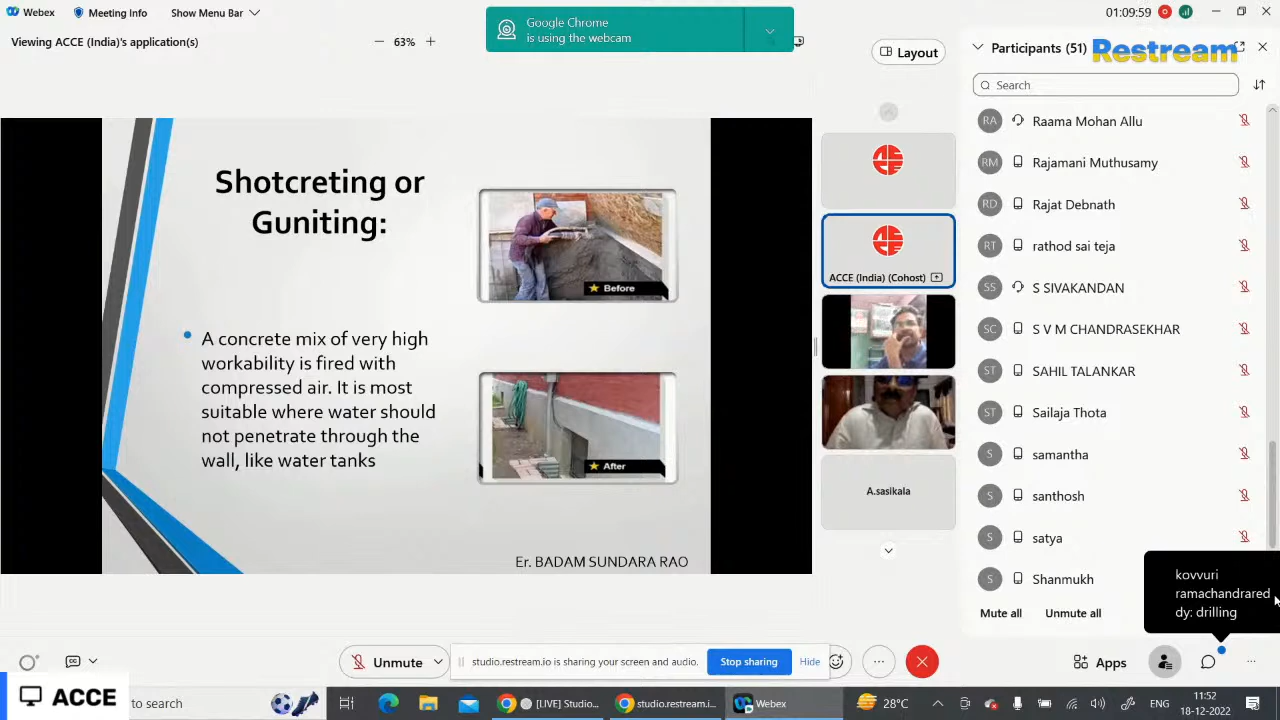 Webex
Meeting Info
Show Menu Bar
Google Chrome
is using the webcam
01:09:59
Viewing ACCE (India)'s application(s)
63%
Layout
Participants (51)
Restream
Search
Raama Mohan Allu
Rajamani Muthusamy
Rajat Debnath
rathod sai teja
S SIVAKANDAN
S V M CHANDRASEKHAR
SAHIL TALANKAR
Sailaja Thota
samantha
santhosh
satya
Shanmukh
RA
RM
RD
RT
SS
SC
ST
ST
S
S
S
S
Mute all
Unmute all
kovvuri
ramachandrared
dy: drilling
ACCE (India) (Cohost)
A.sasikala
Shotcreting or
Guniting:
A concrete mix of very high
workability is fired with
compressed air. It is most
suitable where water should
not penetrate through the
wall, like water tanks
Before
After
Er. BADAM SUNDARA RAO
Unmute
studio.restream.io is sharing your screen and audio.
Stop sharing
Hide
Apps
ACCE
to search
[LIVE] Studio...
studio.restream.i...
Webex
28°C
ENG
11:52
18-12-2022